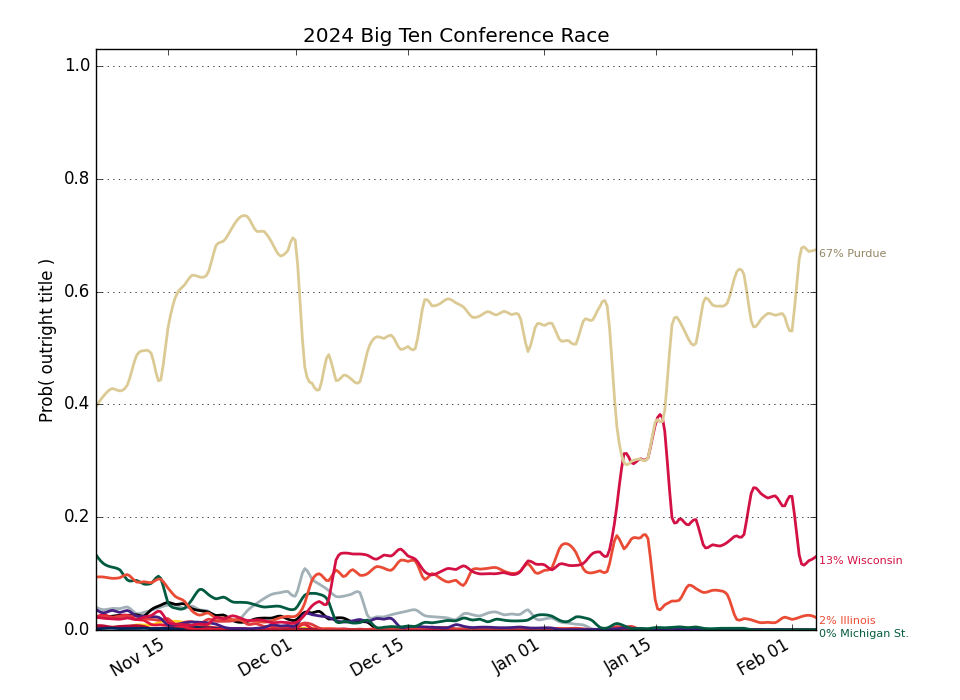 2024 Big Ten Conference Race
1.0
0.8
0.6
0.4
0.2
0.0
Prob( outright title )
67% Purdue
13% Wisconsin
2% Illinois
0% Michigan St.
Nov 15
Dec 01
Dec 15
Jan 01
Jan 15
Feb 01